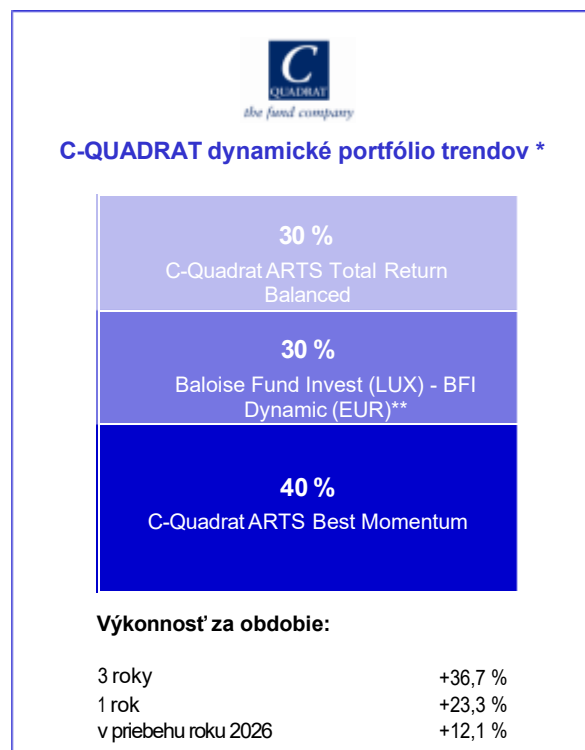 C
QUADRAT
the fund company
C-QUADRAT dynamické portfólio trendov *
30 %
C-Quadrat ARTS Total Return
Balanced
30 %
Baloise Fund Invest (LUX) - BFI
Dynamic (EUR)**
40 %
C-Quadrat ARTS Best Momentum
Výkonnosť za obdobie:
3 roky +36,7 %
1 rok +23,3 %
v priebehu roku 2026 +12,1 %